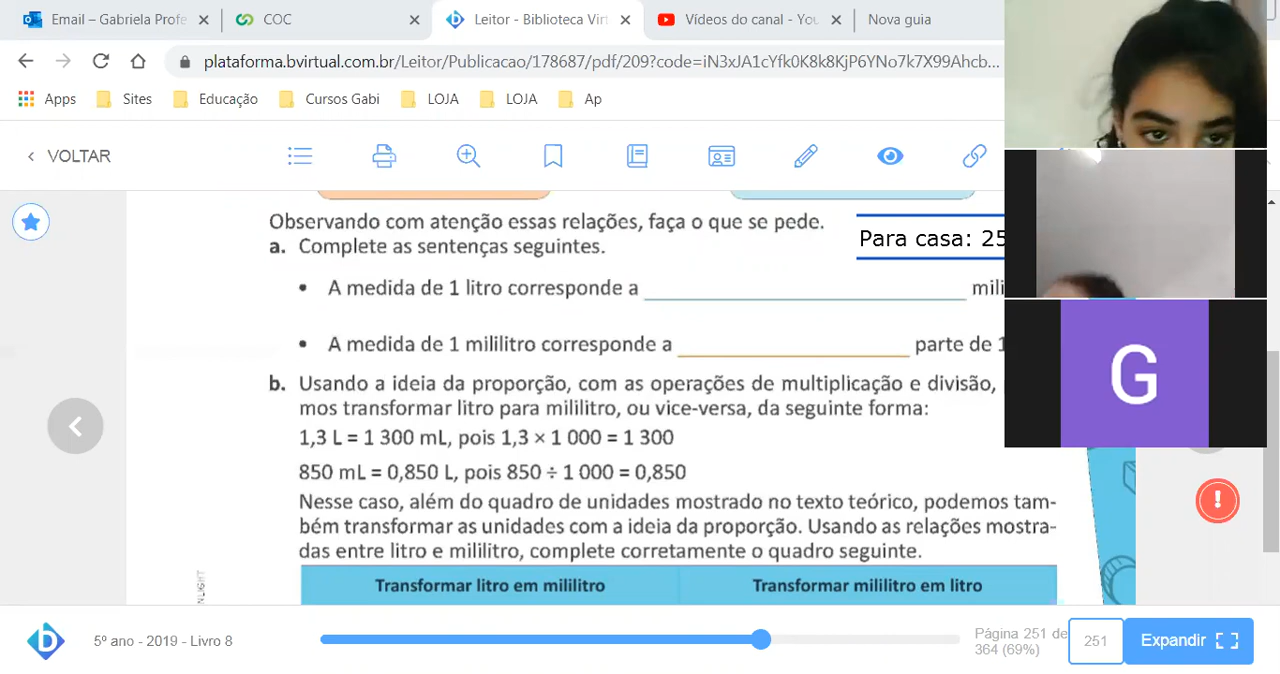 Email – Gabriela Profe
COC
Leitor - Biblioteca Virt
Vídeos do canal - You
Nova guia
plataforma.bvirtual.com.br/Leitor/Publicacao/178687/pdf/209?code=iN3xJA1cYfk0K8k8KjP6YNo7k7X99Ahcb...
Apps
Sites
Educação
Cursos Gabi
LOJA
LOJA
Ap
VOLTAR
Observando com atenção essas relações, faça o que se pede.
Para casa: 25
a. Complete as sentenças seguintes.
• A medida de 1 litro corresponde a ____ mili
• A medida de 1 mililitro corresponde a ____ parte de 1
b. Usando a ideia da proporção, com as operações de multiplicação e divisão,
mos transformar litro para mililitro, ou vice-versa, da seguinte forma:
1,3 L = 1 300 mL, pois 1,3 × 1 000 = 1 300
850 mL = 0,850 L, pois 850 ÷ 1 000 = 0,850
Nesse caso, além do quadro de unidades mostrado no texto teórico, podemos tam-
bém transformar as unidades com a ideia da proporção. Usando as relações mostra-
das entre litro e mililitro, complete corretamente o quadro seguinte.
Transformar litro em mililitro
Transformar mililitro em litro
NLIGHT
G
5º ano - 2019 - Livro 8
Página 251 de
364 (69%)
251
Expandir